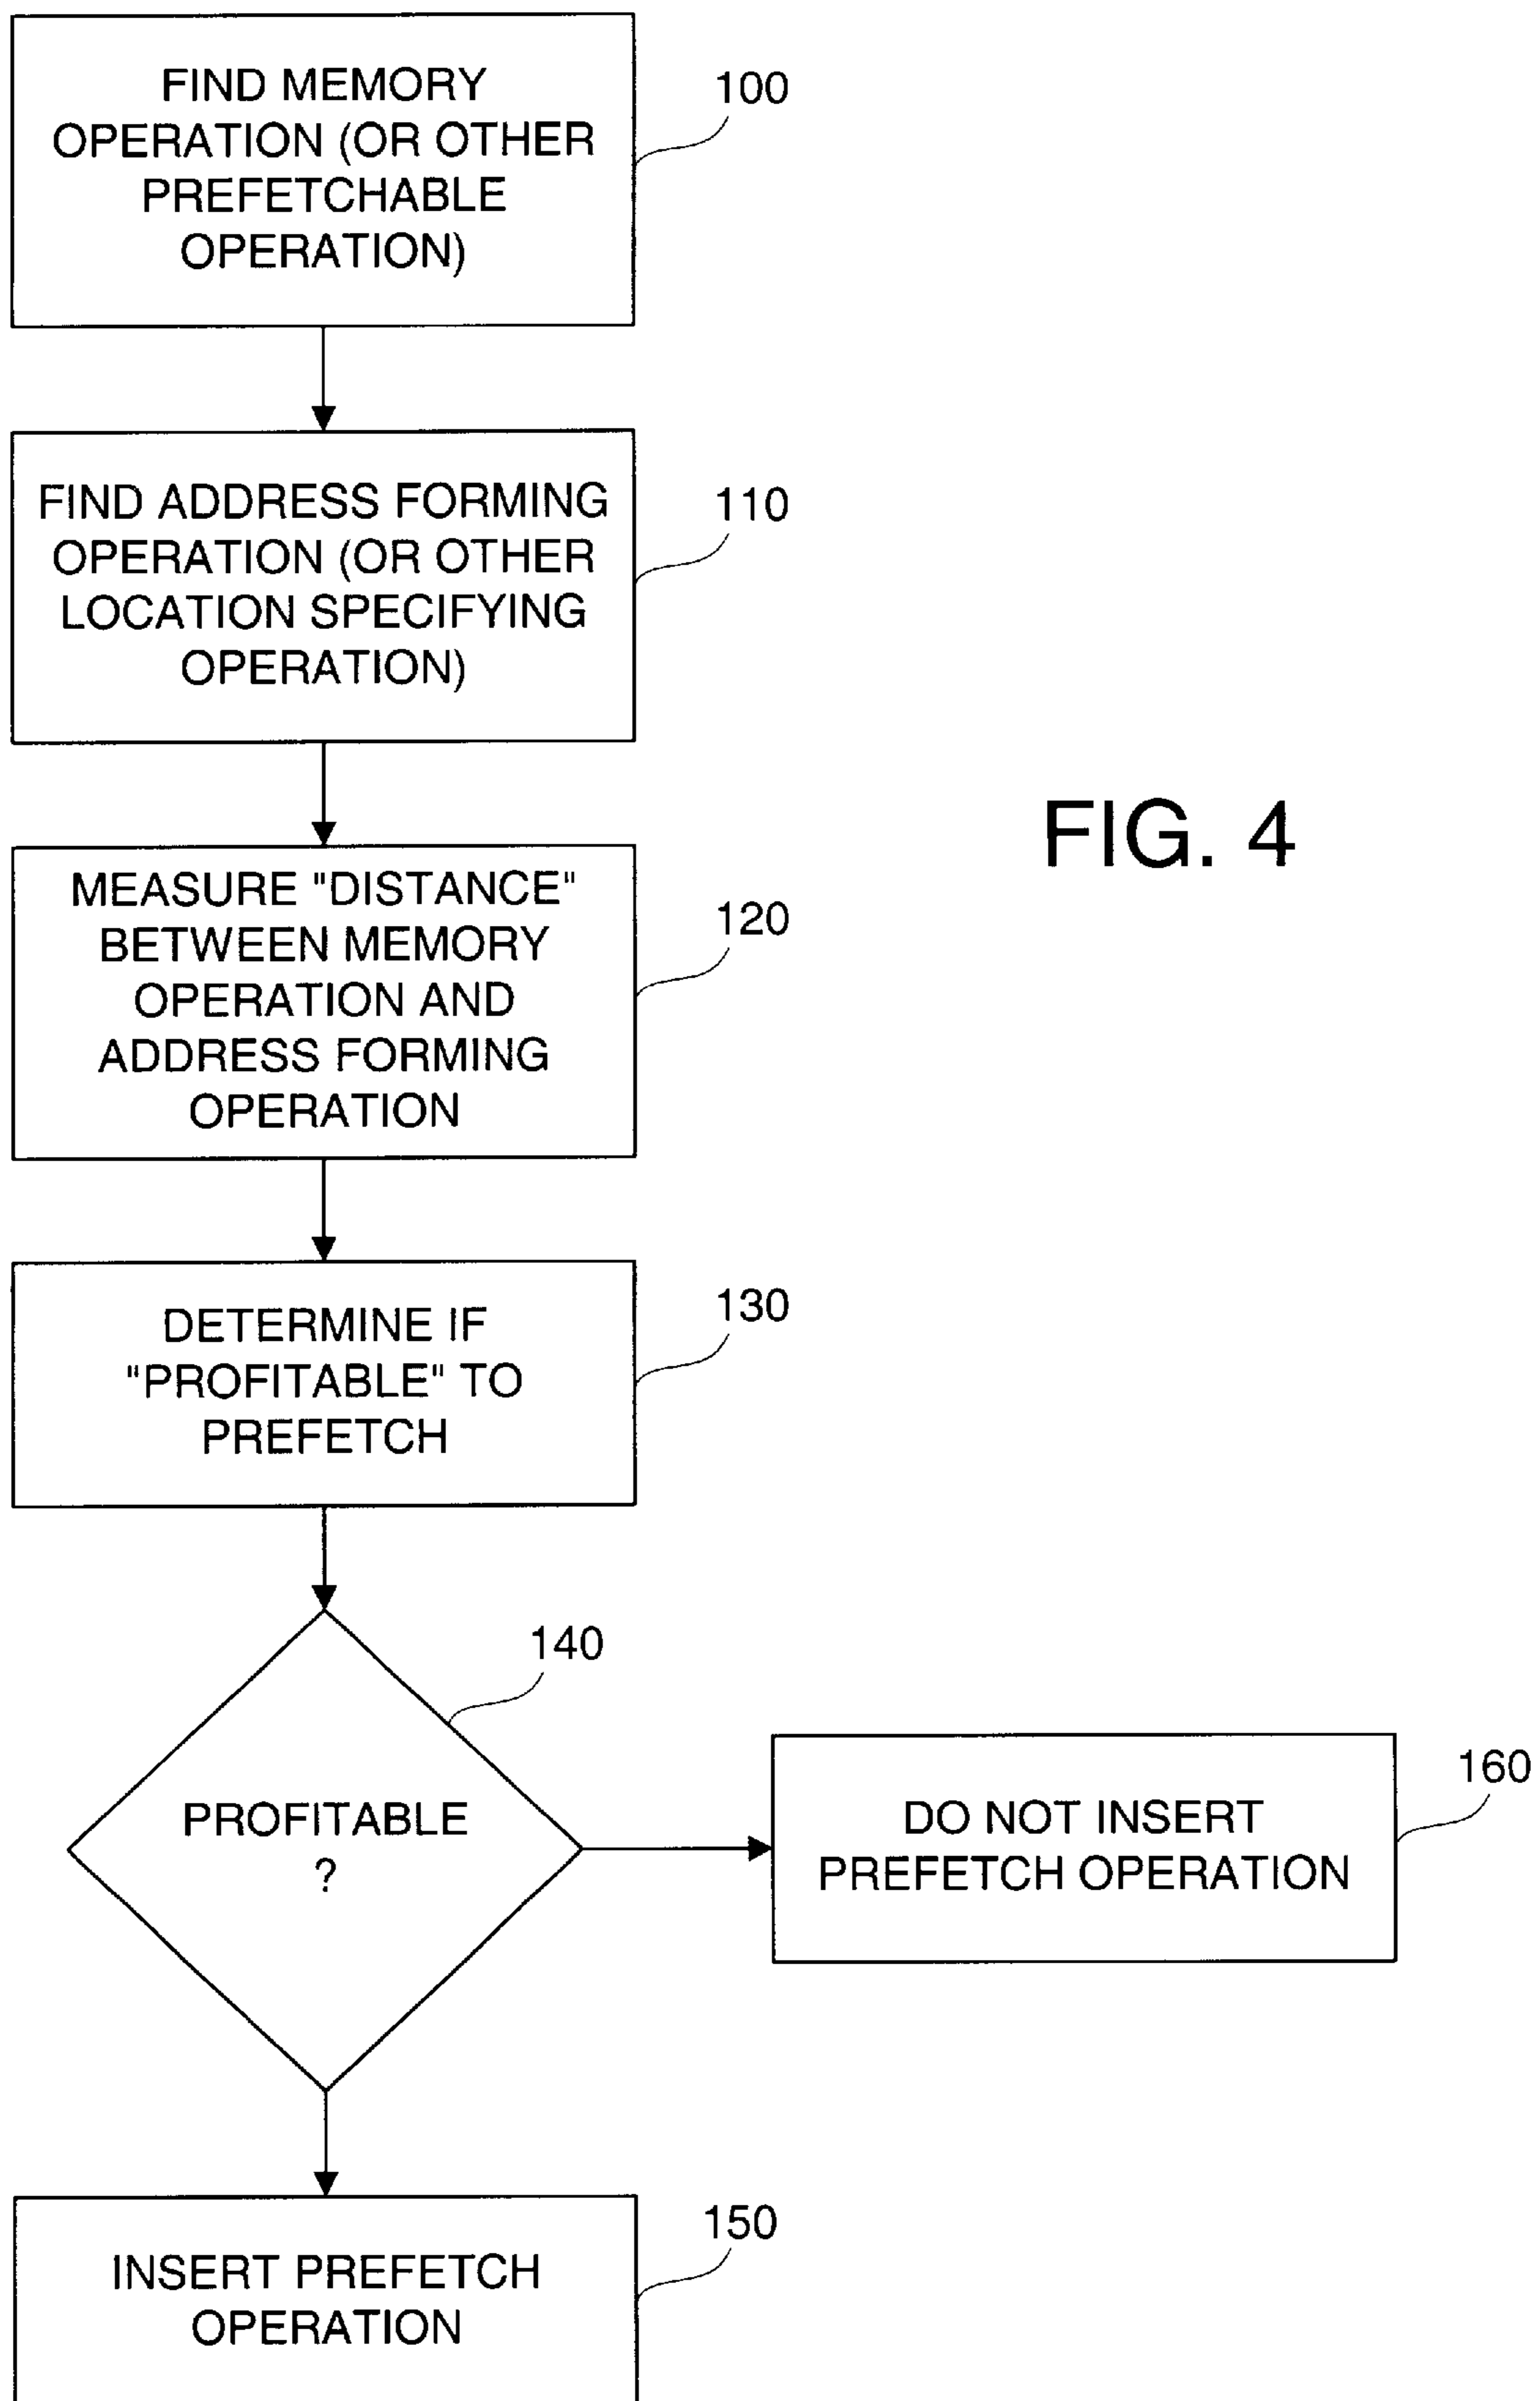 FIND MEMORY
OPERATION (OR OTHER
PREFETCHABLE
OPERATION)
100
FIND ADDRESS FORMING
OPERATION (OR OTHER
LOCATION SPECIFYING
OPERATION)
110
FIG. 4
MEASURE "DISTANCE"
BETWEEN MEMORY
OPERATION AND
ADDRESS FORMING
OPERATION
120
DETERMINE IF
"PROFITABLE" TO
PREFETCH
130
PROFITABLE
?
140
DO NOT INSERT
PREFETCH OPERATION
160
INSERT PREFETCH
OPERATION
150